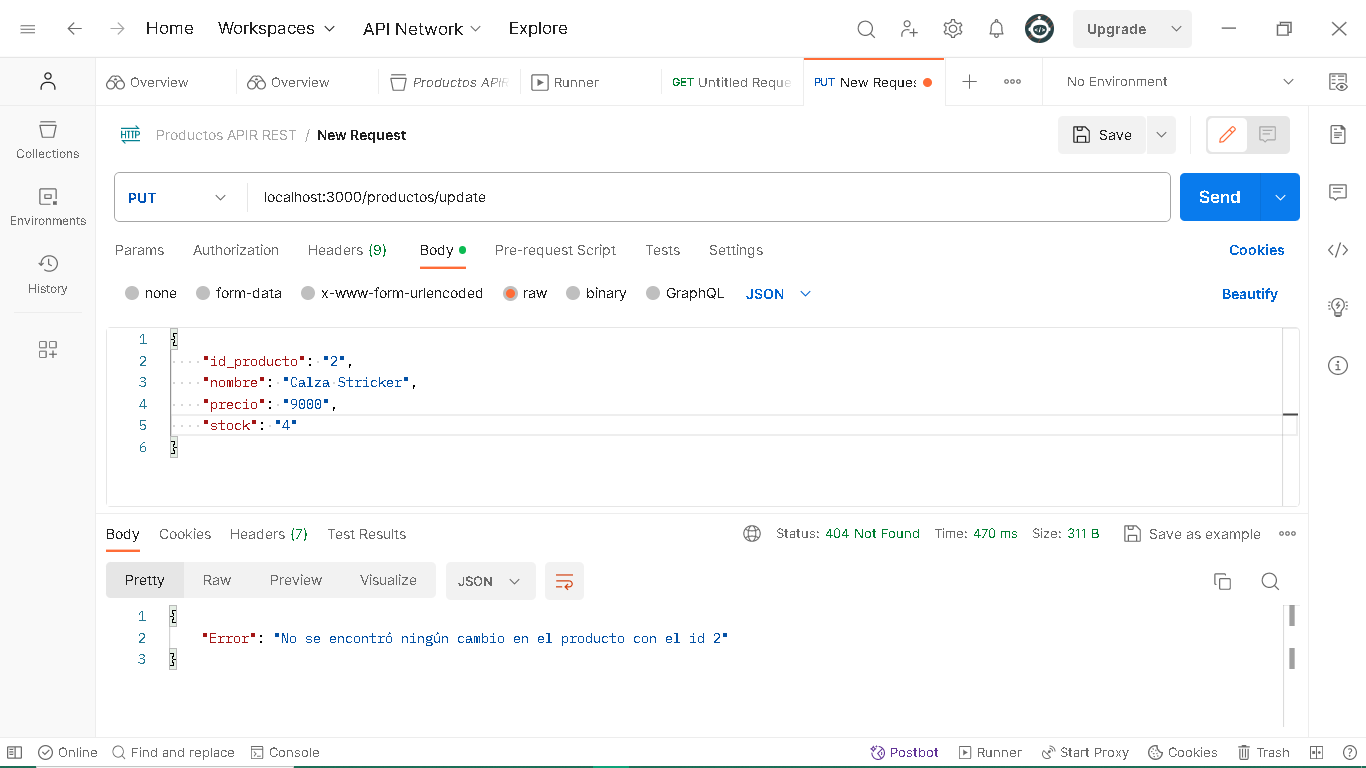 Home Workspaces API Network Explore Upgrade
Overview Overview Productos APIR Runner GET Untitled Reque PUT New Reques No Environment
HTTP Productos APIR REST / New Request Save
Collections
Environments
History
PUT localhost:3000/productos/update Send
Params Authorization Headers (9) Body Pre-request Script Tests Settings Cookies
none form-data x-www-form-urlencoded raw binary GraphQL JSON Beautify
1 {
2 "id_producto": "2",
3 "nombre": "Calza Stricker",
4 "precio": "9000",
5 "stock": "4"
6 }
Body Cookies Headers (7) Test Results Status: 404 Not Found Time: 470 ms Size: 311 B Save as example
Pretty Raw Preview Visualize JSON
1 {
2 "Error": "No se encontró ningún cambio en el producto con el id 2"
3 }
Online Find and replace Console Postbot Runner Start Proxy Cookies Trash